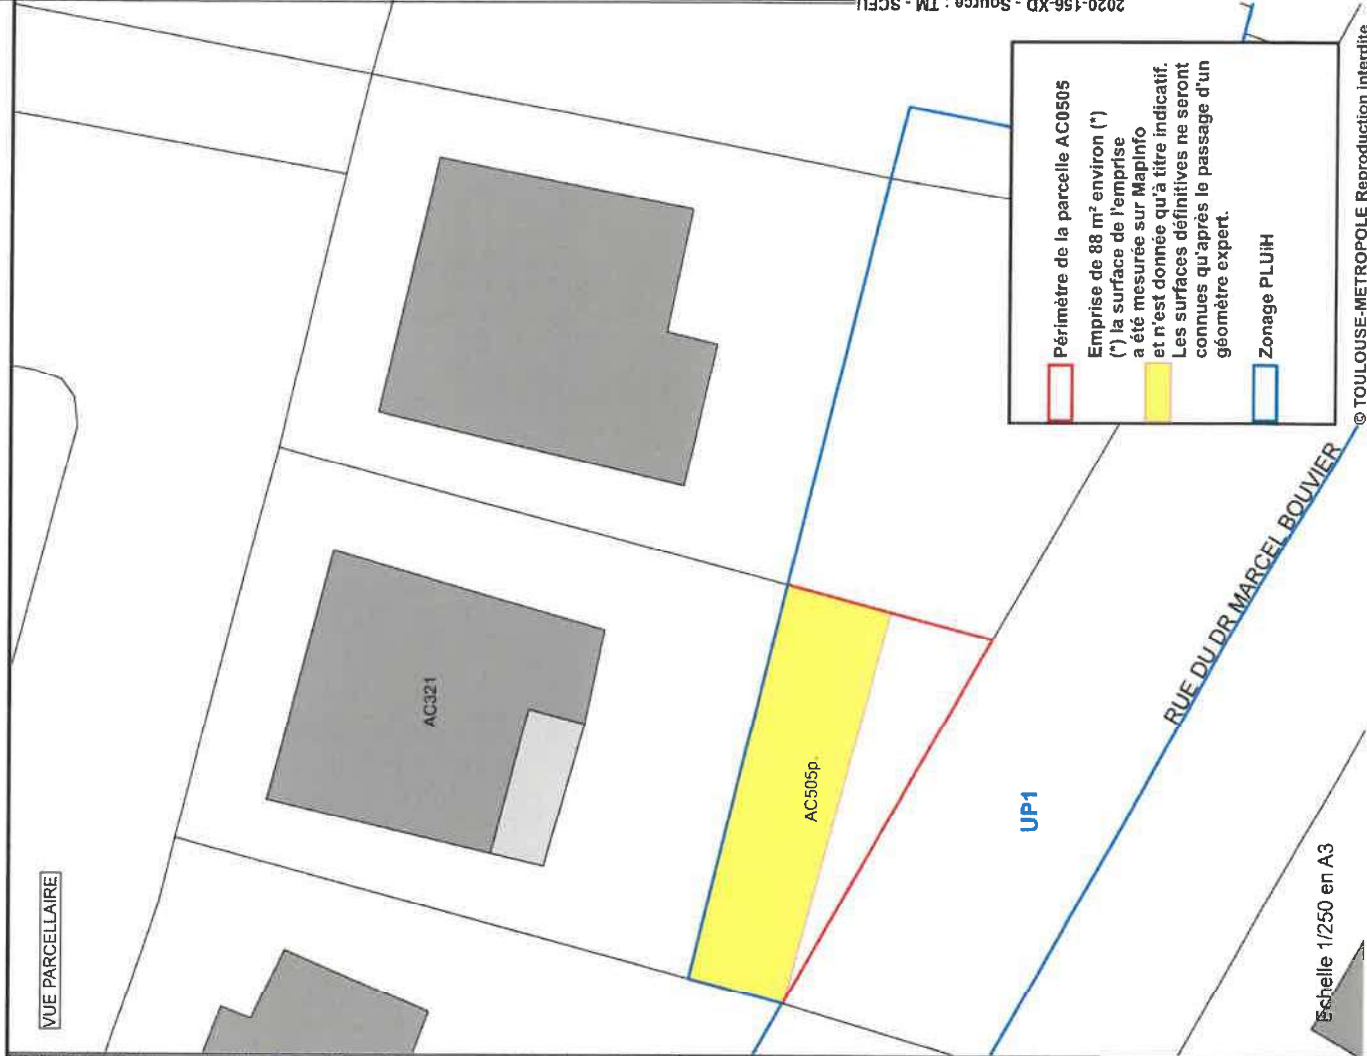 VUE PARCELLAIRE
AC321
AC505p.
UP1
RUE DU DR MARCEL BOUVIER
Echelle 1/250 en A3
Périmètre de la parcelle AC0505
Emprise de 88 m² environ (*)
(*) la surface de l'emprise
a été mesurée sur MapInfo
et n'est donnée qu'à titre indicatif.
Les surfaces définitives ne seront
connues qu'après le passage d'un
géomètre expert.
Zonage PLUiH
© TOULOUSE-METROPOLE Reproduction interdite
2020-156-XD - Source : TM - SCEU